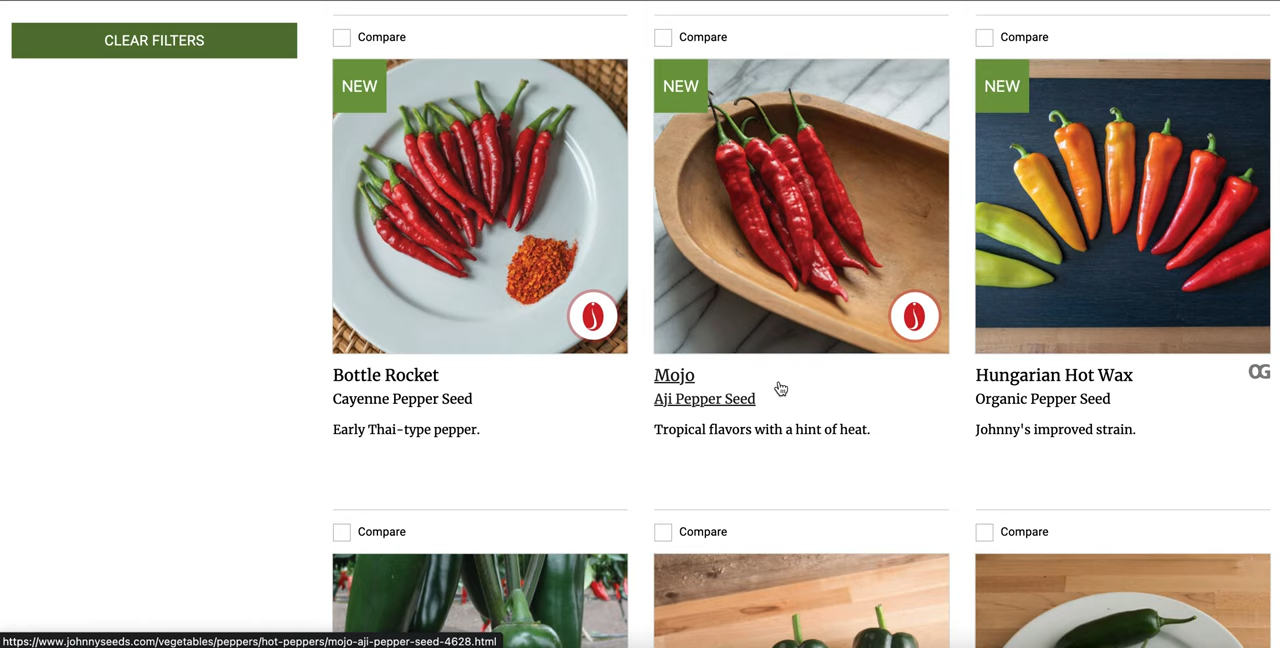 CLEAR FILTERS
Compare
Compare
Compare
NEW
NEW
NEW
Bottle Rocket
Cayenne Pepper Seed
Early Thai-type pepper.
Mojo
Aji Pepper Seed
Tropical flavors with a hint of heat.
Hungarian Hot Wax
OG
Organic Pepper Seed
Johnny's improved strain.
Compare
Compare
Compare
https://www.johnnyseeds.com/vegetables/peppers/hot-peppers/mojo-aji-pepper-seed-4628.html